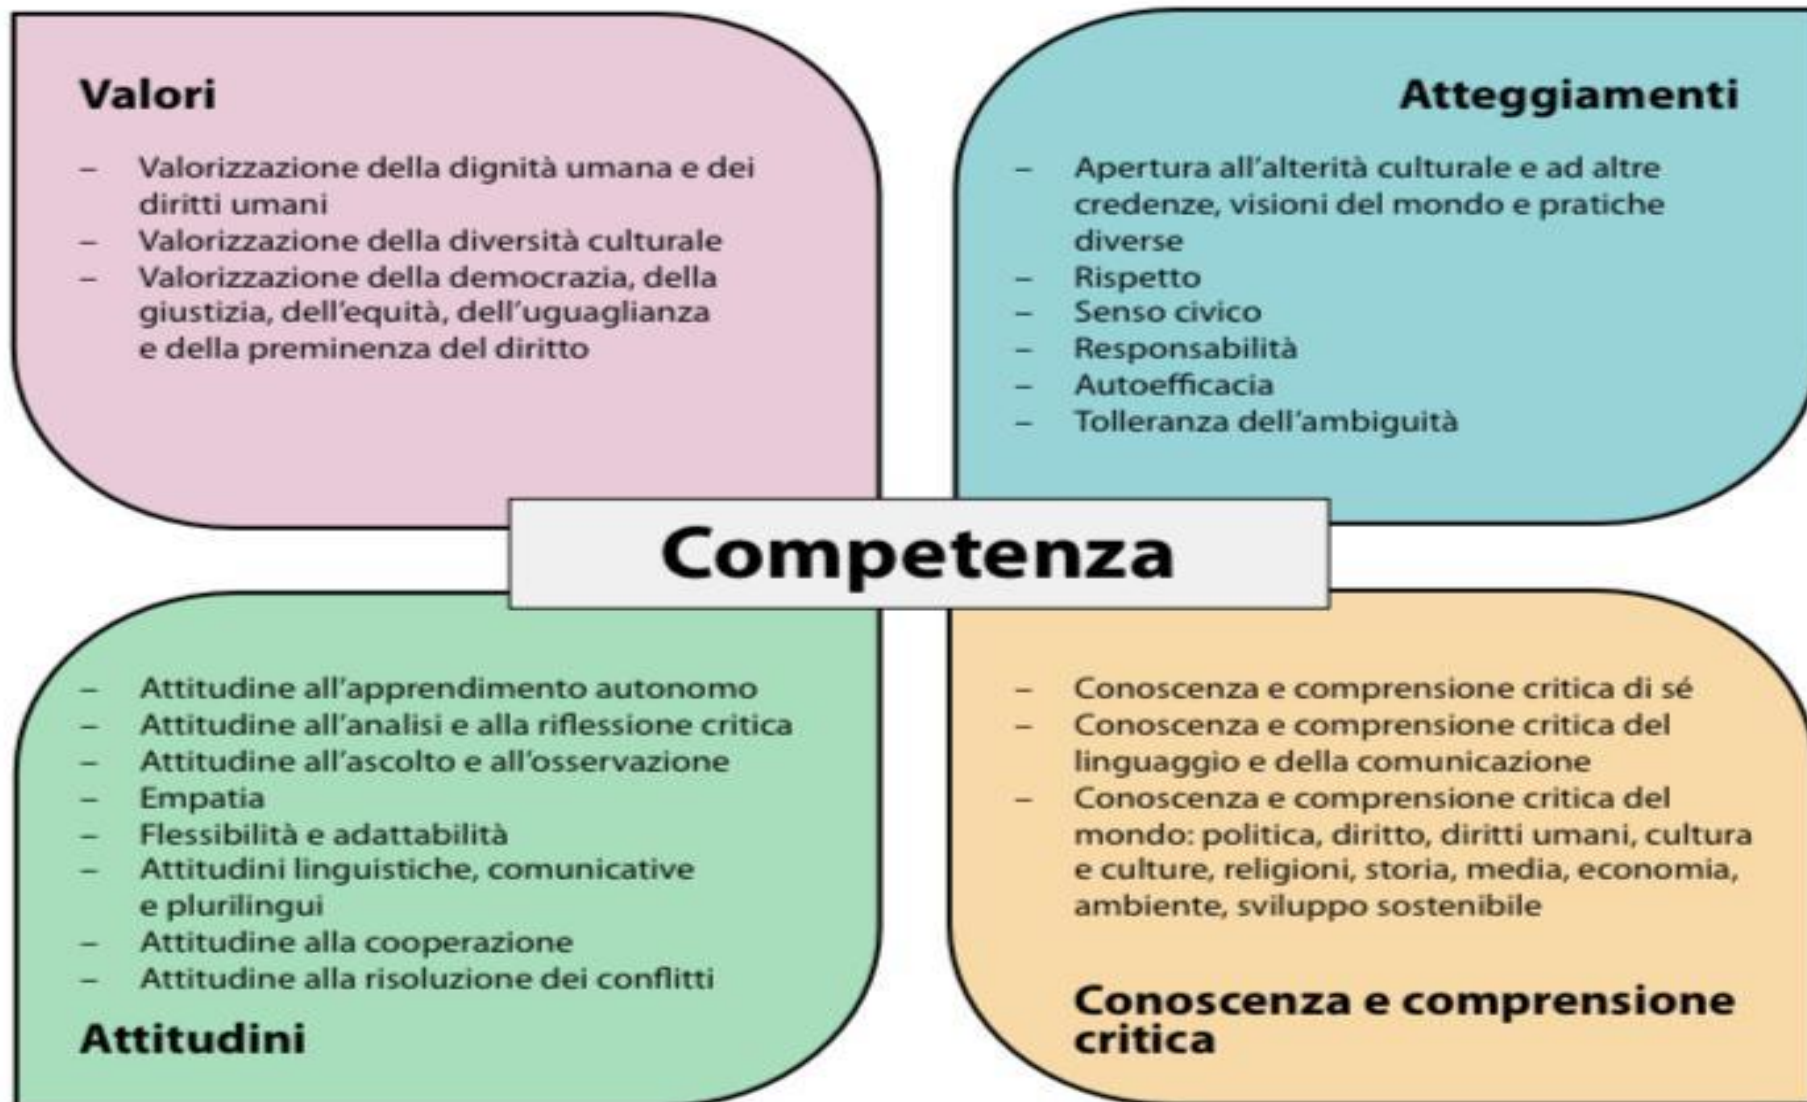 Valori
– Valorizzazione della dignità umana e dei
diritti umani
– Valorizzazione della diversità culturale
– Valorizzazione della democrazia, della
giustizia, dell'equità, dell'uguaglianza
e della preminenza del diritto
Atteggiamenti
– Apertura all'alterità culturale e ad altre
credenze, visioni del mondo e pratiche
diverse
– Rispetto
– Senso civico
– Responsabilità
– Autoefficacia
– Tolleranza dell'ambiguità
Competenza
– Attitudine all'apprendimento autonomo
– Attitudine all'analisi e alla riflessione critica
– Attitudine all'ascolto e all'osservazione
– Empatia
– Flessibilità e adattabilità
– Attitudini linguistiche, comunicative
e plurilingui
– Attitudine alla cooperazione
– Attitudine alla risoluzione dei conflitti
Attitudini
– Conoscenza e comprensione critica di sé
– Conoscenza e comprensione critica del
linguaggio e della comunicazione
– Conoscenza e comprensione critica del
mondo: politica, diritto, diritti umani, cultura
e culture, religioni, storia, media, economia,
ambiente, sviluppo sostenibile
Conoscenza e comprensione
critica